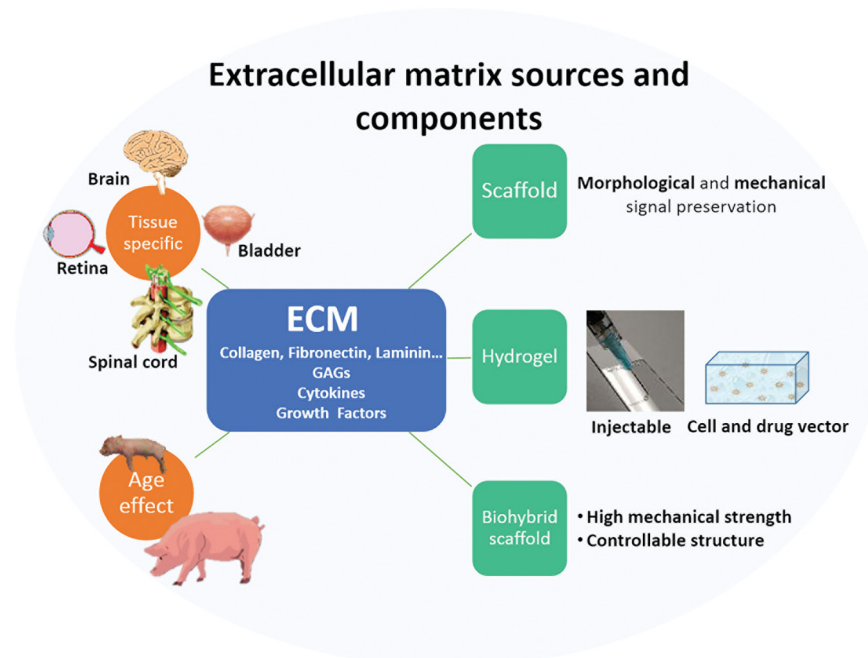 Extracellular matrix sources and
components
Brain
Tissue
specific
Retina
Bladder
Spinal cord
ECM
Collagen, Fibronectin, Laminin...
GAGs
Cytokines
Growth Factors
Age
effect
Scaffold
Morphological and mechanical
signal preservation
Hydrogel
Injectable
Cell and drug vector
Biohybrid
scaffold
• High mechanical strength
• Controllable structure